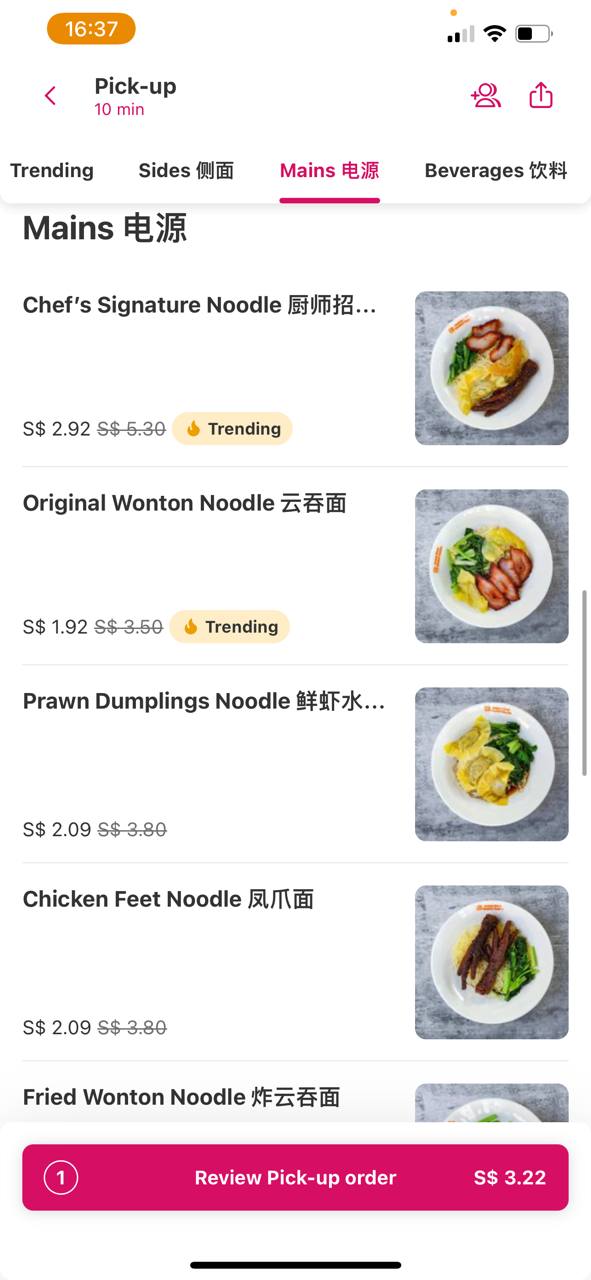 16:37
Pick-up
10 min
Trending
Sides 侧面
Mains 电源
Beverages 饮料
Mains 电源
Chef's Signature Noodle 厨师招...
S$ 2.92 S$ 5.30 Trending
Original Wonton Noodle 云吞面
S$ 1.92 S$ 3.50 Trending
Prawn Dumplings Noodle 鲜虾水...
S$ 2.09 S$ 3.80
Chicken Feet Noodle 凤爪面
S$ 2.09 S$ 3.80
Fried Wonton Noodle 炸云吞面
1 Review Pick-up order S$ 3.22